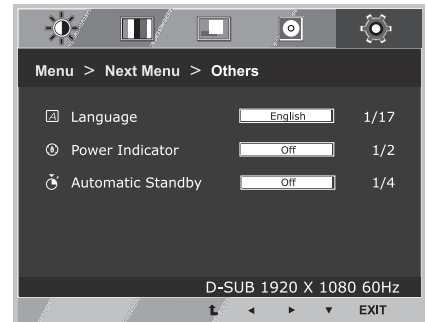 Menu > Next Menu > Others
Language English 1/17
Power Indicator Off 1/2
Automatic Standby Off 1/4
D-SUB 1920 X 1080 60Hz
EXIT